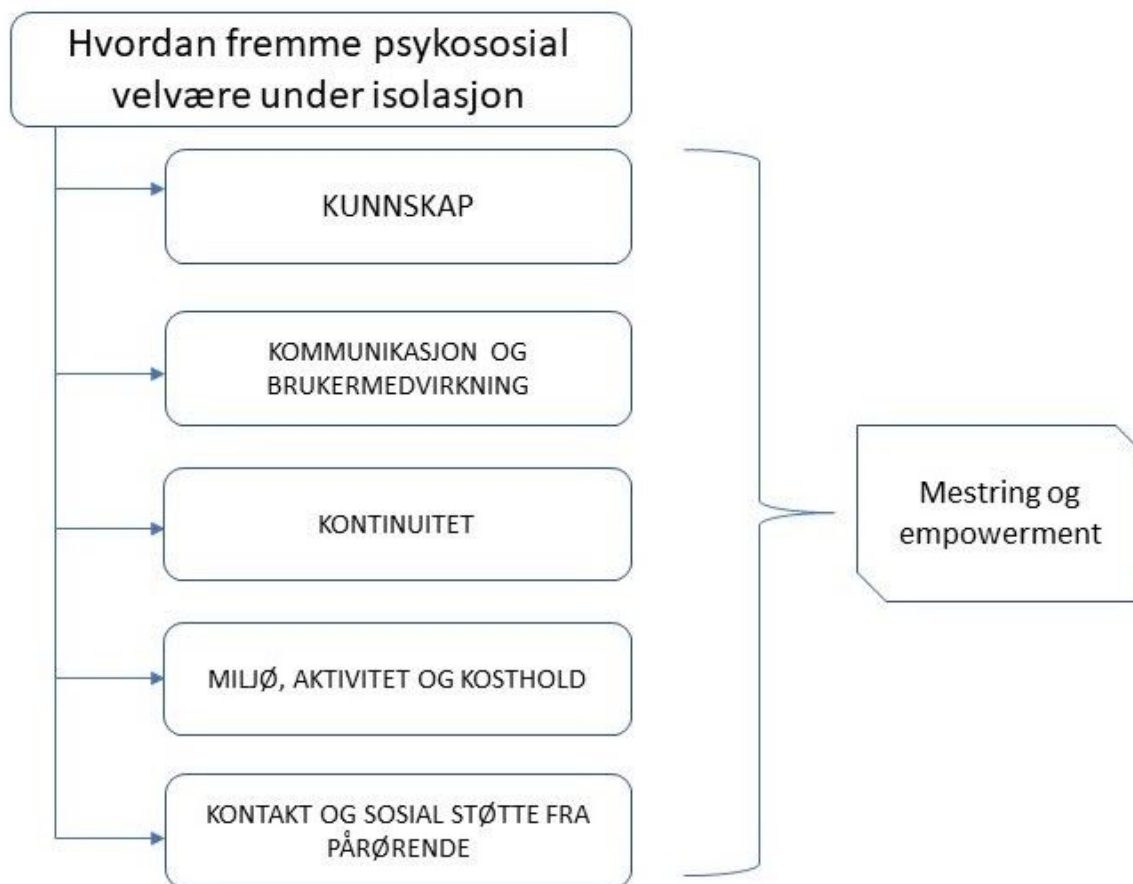 Hvordan fremme psykososial
velvære under isolasjon
KUNNSKAP
KOMMUNIKASJON OG
BRUKERMEDVIRKNING
KONTINUITET
MILJØ, AKTIVITET OG KOSTHOLD
KONTAKT OG SOSIAL STØTTE FRA
PÅRØRENDE
Mestring og
empowerment